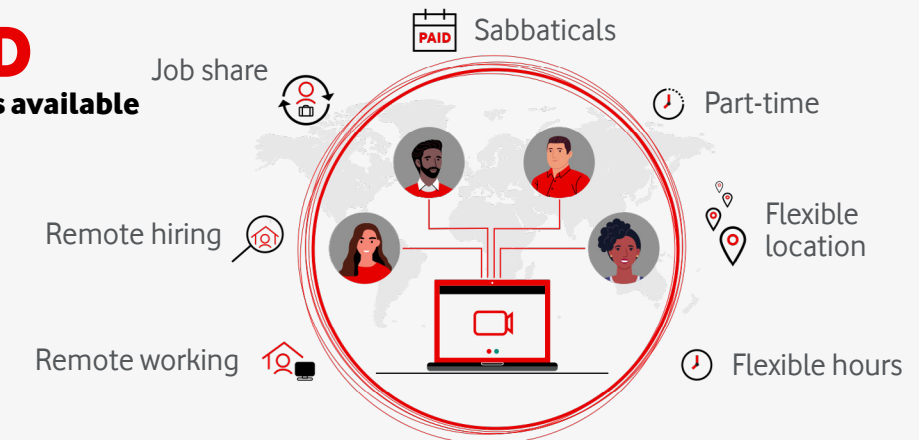 PAID
Sabbaticals
Job share
available
Part-time
Remote hiring
Flexible
location
Remote working
Flexible hours